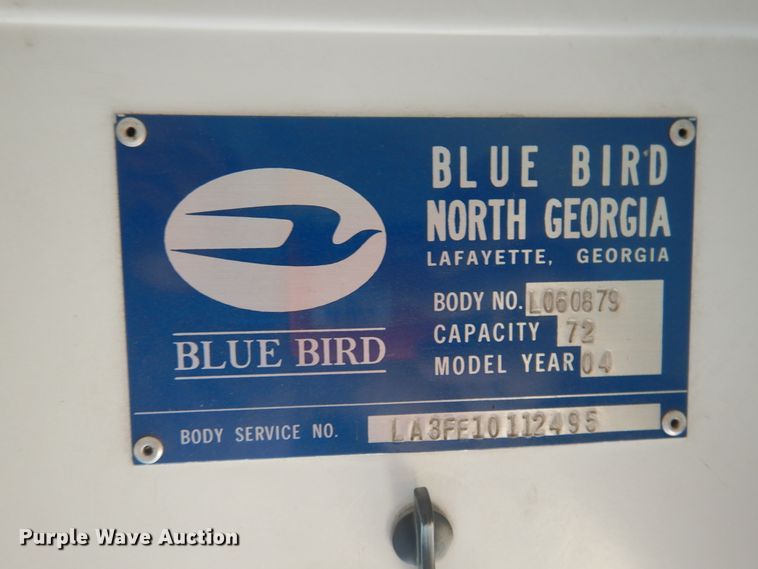 BLUE BIRD
NORTH GEORGIA
LAFAYETTE, GEORGIA
BODY NO. L060879
CAPACITY 72
MODEL YEAR 04
BLUE BIRD
BODY SERVICE NO. LA3FF10112495
Purple Wave Auction